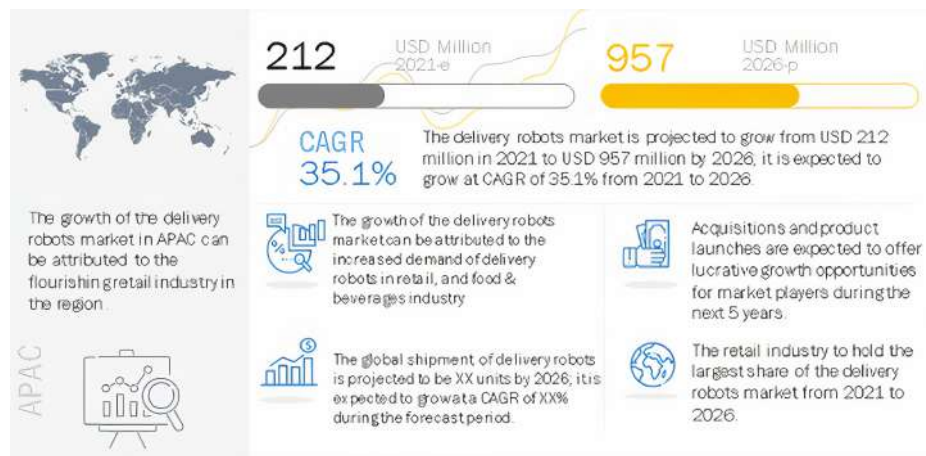 212
USD Million
2021-e
957
USD Million
2026-p
CAGR
35.1%
The delivery robots market is projected to grow from USD 212
million in 2021 to USD 957 million by 2026; it is expected to
grow at CAGR of 35.1% from 2021 to 2026.
The growth of the delivery
robots market in APAC can
be attributed to the
flourishin gretail industry in
the region.
APAC
The growth of the delivery robots
market can be attributed to the
increased demand of delivery
robots in retail, and food &
beverages industry
Acquisitions and product
launches are expected to offer
lucrative growth opportunities
for market players during the
next 5 years.
The global shipment of delivery robots
is projected to be XX units by 2026; it is
expected to grow at a CAGR of XX%
during the forecast period.
The retail industry to hold the
largest share of the delivery
robots market from 2021 to
2026.